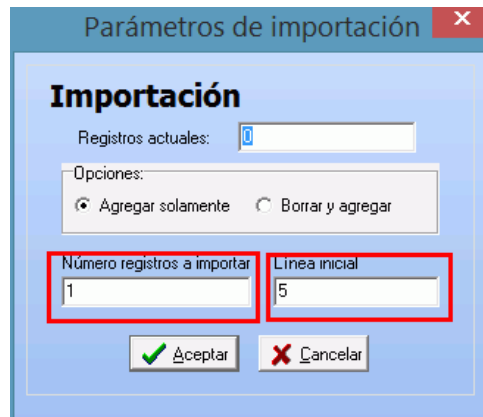 Parámetros de importación
Importación
Registros actuales: 0
Opciones:
Agregar solamente Borrar y agregar
Número registros a importar Línea inicial
1 5
Aceptar Cancelar